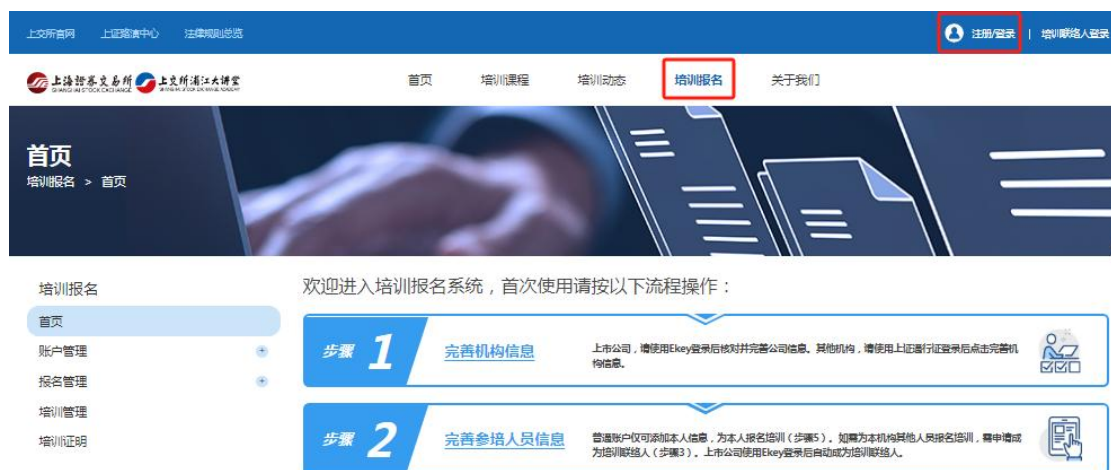 上交所官网 上证路演中心 法律规则总览 注册/登录 | 培训联络人登录
上海证券交易所 上交所浦江大讲堂 首页 培训课程 培训动态 培训报名 关于我们
SHANGHAI STOCK EXCHANGE
首页
培训报名 > 首页
培训报名
首页
账户管理
报名管理
培训管理
培训证明
欢迎进入培训报名系统，首次使用请按以下流程操作：
步骤 1 完善机构信息
上市公司，请使用Ekey登录后核对并完善公司信息。其他机构，请使用上证通行证登录后点击完善机
构信息。
步骤 2 完善参培人员信息
普通账户仅可添加本人信息，为本人报名培训（步骤5）。如需为本机构其他人员报名培训，需申请成
为培训联络人（步骤3）。上市公司使用Ekey登录后自动成为培训联络人。